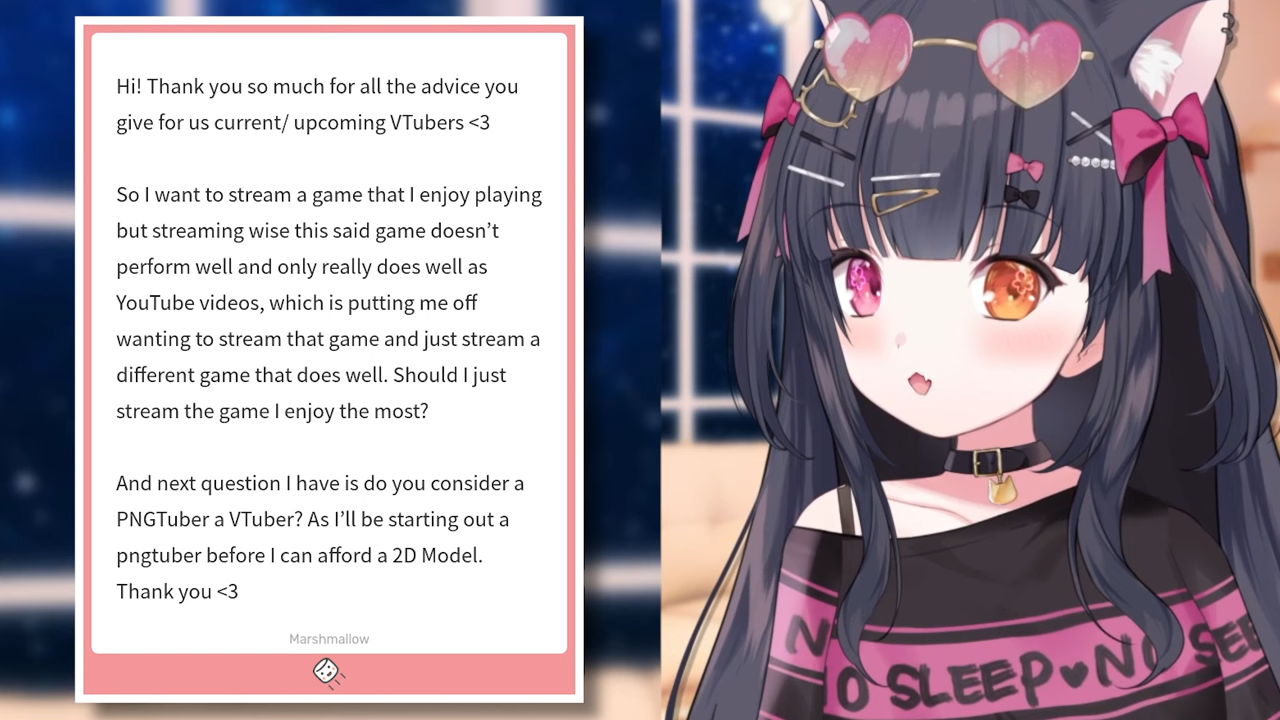 Hi! Thank you so much for all the advice you
give for us current/ upcoming VTubers <3
So I want to stream a game that I enjoy playing
but streaming wise this said game doesn’t
perform well and only really does well as
YouTube videos, which is putting me off
wanting to stream that game and just stream a
different game that does well. Should I just
stream the game I enjoy the most?
And next question I have is do you consider a
PNGTuber a VTuber? As I’ll be starting out a
pngtuber before I can afford a 2D Model.
Thank you <3
Marshmallow
NO SLEEP♥NO SEE